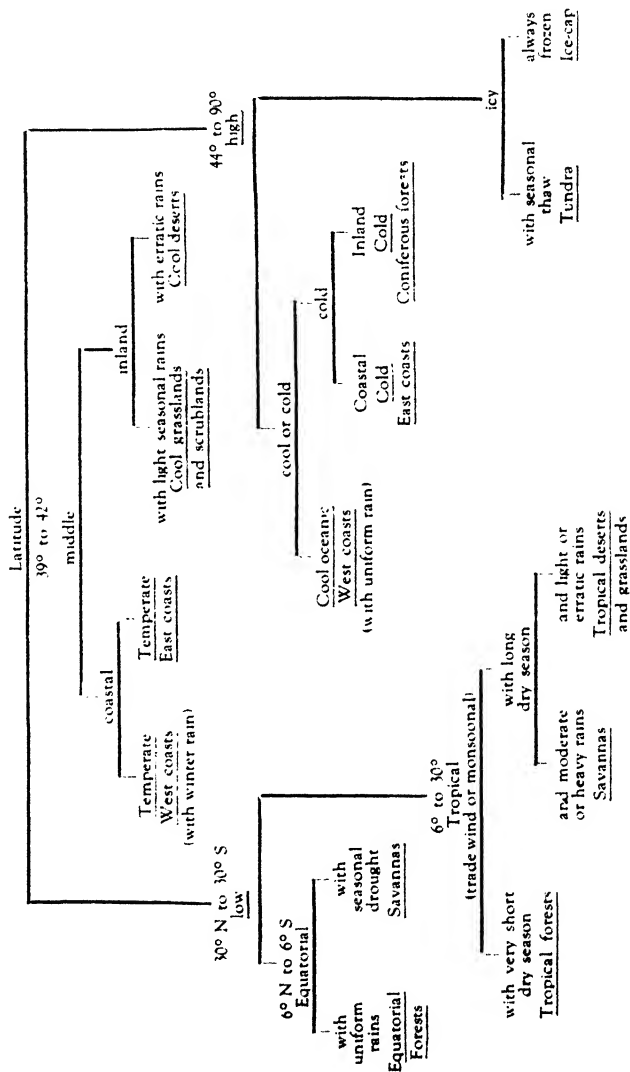 Latitude
39° to 42°
middle
coastal
Temperate
West coasts
(with winter rain)
Temperate
East coasts
inland
with light seasonal rains
Cool grasslands
and scrublands
with erratic rains
Cool deserts
30° N to 30° S
low
6° N to 6° S
Equatorial
with
uniform
rains
Equatorial
Forests
with
seasonal
drought
Savannas
6° to 30°
Tropical
(trade wind or monsoonal)
with very short
dry season
Tropical forests
with long
dry season
and moderate
or heavy rains
Savannas
and light or
erratic rains
Tropical deserts
and grasslands
44° to 90°
high
cool or cold
Cool oceanic
West coasts
(with uniform rain)
cold
Coastal
Cold
East coasts
Inland
Cold
Coniferous forests
icy
with seasonal
thaw
Tundra
always
frozen
Ice-cap